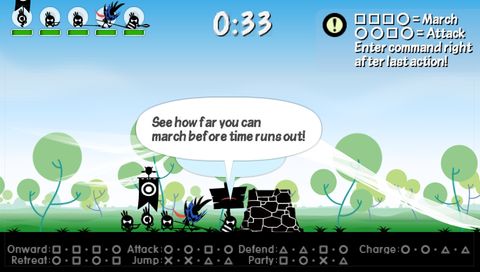 0:33
□□□○=March
○○□○=Attack
Enter command right
after last action!
See how far you can
march before time runs out!
Onward:□・□・□・○ Attack:○・○・□・○ Defend:△・△・□・○ Charge:○・○・△・△
Retreat:○・□・○・□ Jump:×・×・△・△ Party:□・○・×・△